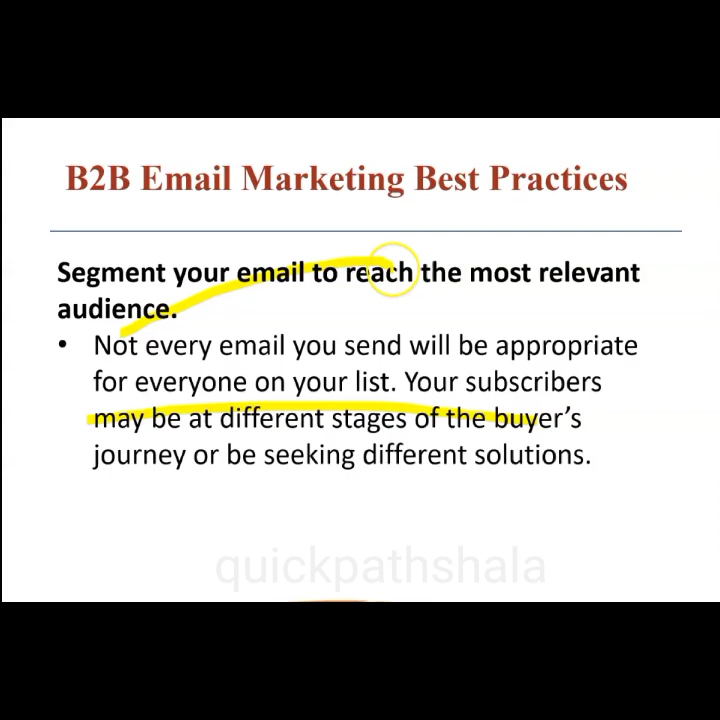 B2B Email Marketing Best Practices
Segment your email to reach the most relevant
audience.
• Not every email you send will be appropriate
for everyone on your list. Your subscribers
may be at different stages of the buyer’s
journey or be seeking different solutions.
quickpathshala